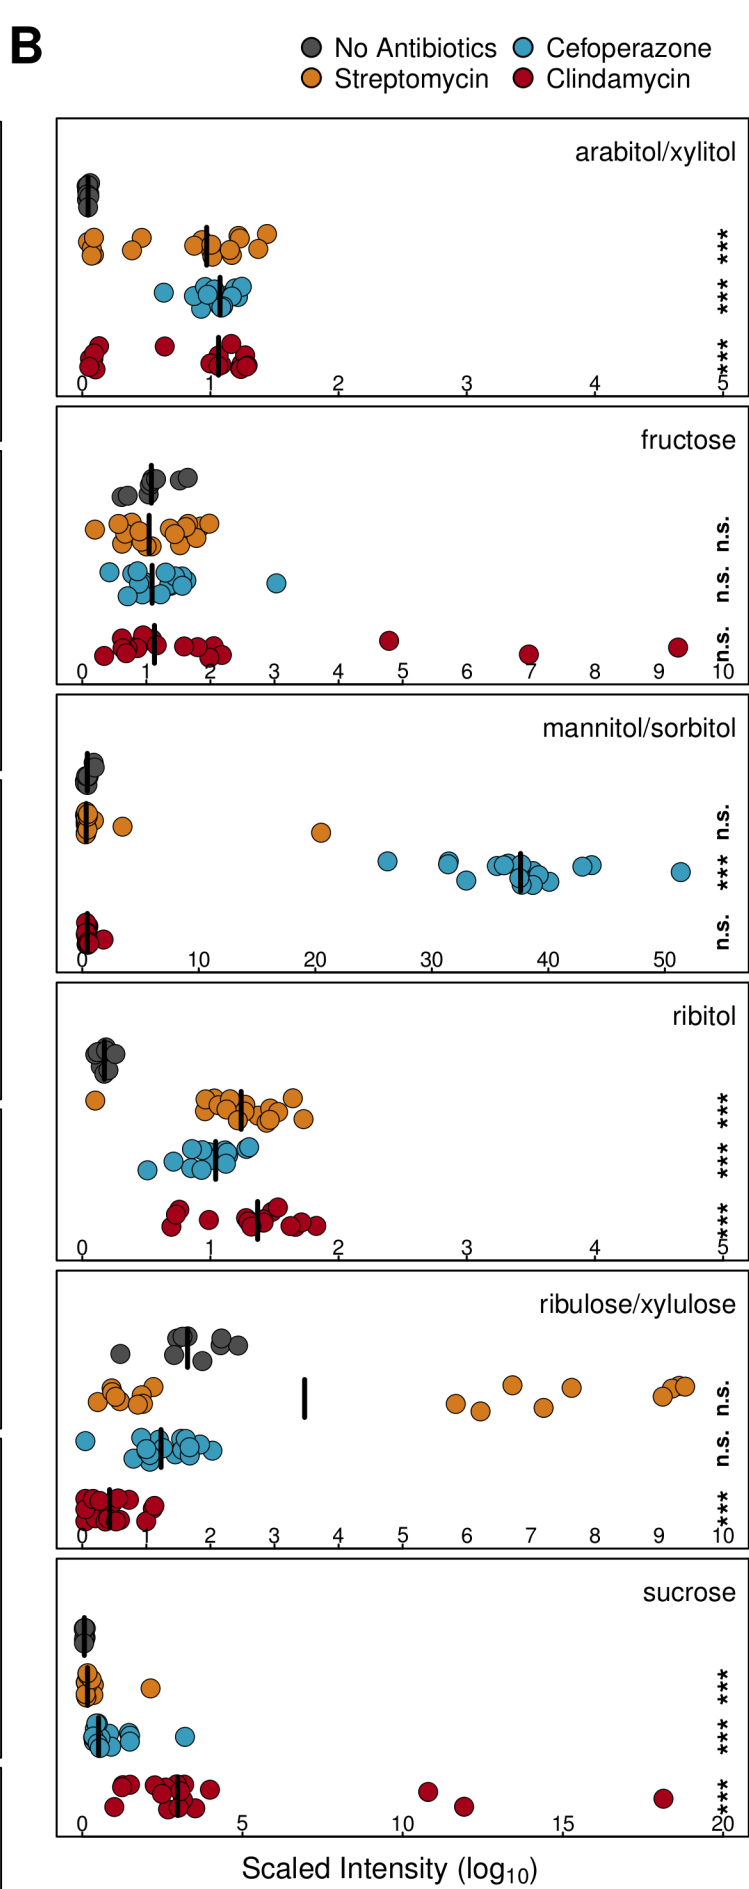 B
No Antibiotics Cefoperazone
Streptomycin Clindamycin
arabitol/xylitol
***
***
***
0 1 2 3 4 5
fructose
n.s.
n.s.
n.s.
0 1 2 3 4 5 6 7 8 9 10
mannitol/sorbitol
n.s.
***
n.s.
0 10 20 30 40 50
ribitol
***
***
***
0 1 2 3 4 5
ribulose/xylulose
n.s.
n.s.
***
0 1 2 3 4 5 6 7 8 9 10
sucrose
***
***
***
0 5 10 15 20
Scaled Intensity (log10)